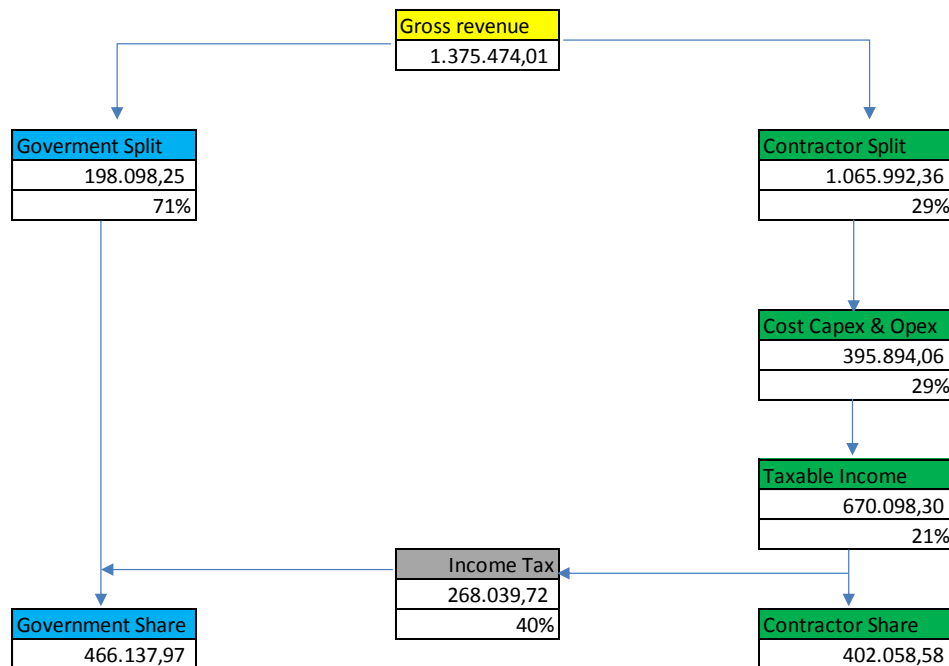 Gross revenue
1.375.474,01
Goverment Split
198.098,25
71%
Contractor Split
1.065.992,36
29%
Cost Capex & Opex
395.894,06
29%
Taxable Income
670.098,30
21%
Income Tax
268.039,72
40%
Government Share
466.137,97
Contractor Share
402.058,58